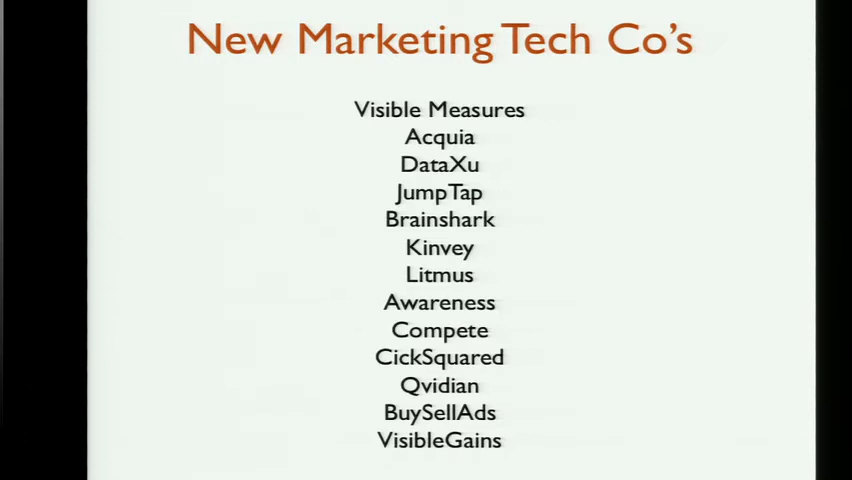 New Marketing Tech Co's
Visible Measures
Acquia
DataXu
JumpTap
Brainshark
Kinvey
Litmus
Awareness
Compete
CickSquared
Qvidian
BuySellAds
VisibleGains